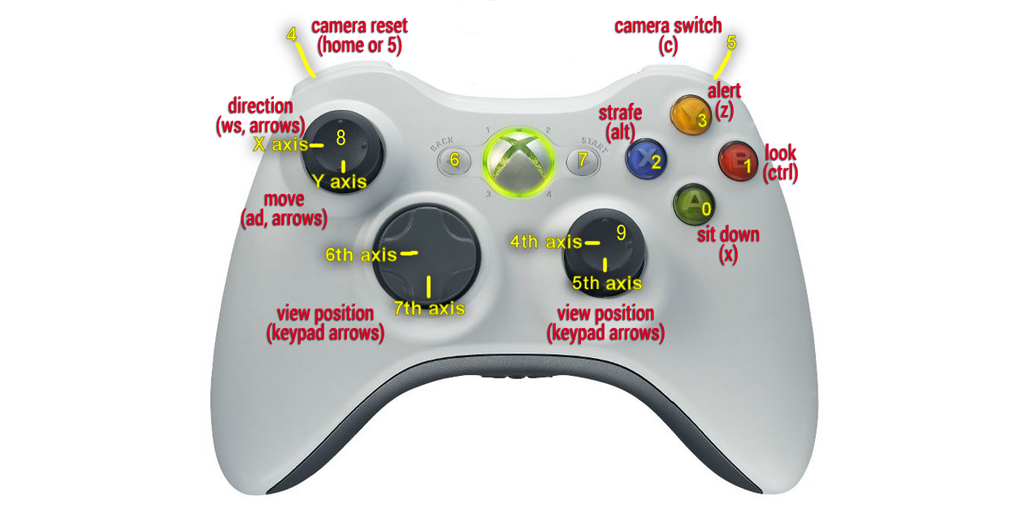 camera reset
(home or 5)
4
camera switch
(c)
5
direction
(ws, arrows)
X axis
8
Y axis
move
(ad, arrows)
BACK
6
1
2
3
4
START
7
strafe
(alt)
X
2
alert
(z)
Y
3
B
1
look
(ctrl)
A
0
sit down
(x)
6th axis
7th axis
view position
(keypad arrows)
4th axis
9
5th axis
view position
(keypad arrows)